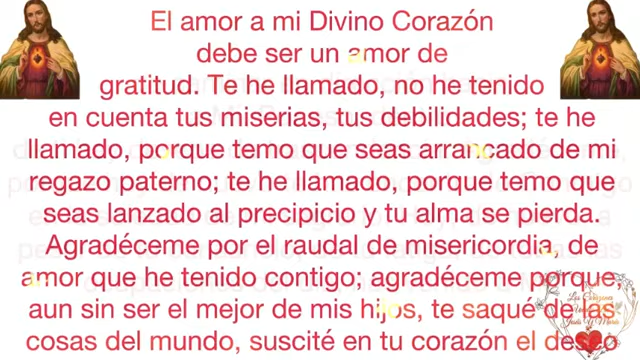 El amor a mi Divino Corazón
debe ser un amor de
gratitud. Te he llamado, no he tenido
en cuenta tus miserias, tus debilidades; te he
llamado, porque temo que seas arrancado de mi
regazo paterno; te he llamado, porque temo que
seas lanzado al precipicio y tu alma se pierda.
Agradéceme por el raudal de misericordia, de
amor que he tenido contigo; agradéceme porque,
aun sin ser el mejor de mis hijos, te saqué de las
cosas del mundo, suscité en tu corazón el deseo
Los Corazones
Jesús y María